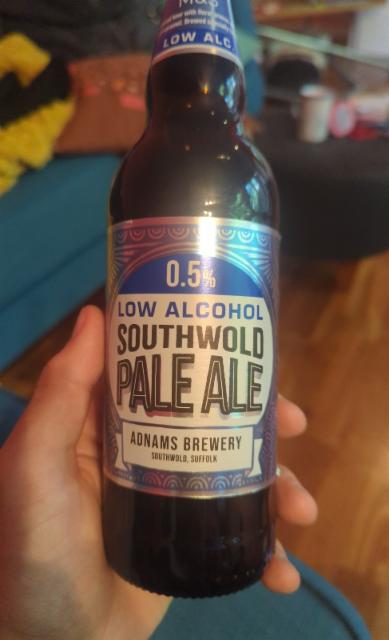 M&S
LOW ALC
0.5%
LOW ALCOHOL
SOUTHWOLD
PALE ALE
ADNAMS BREWERY
SOUTHWOLD, SUFFOLK